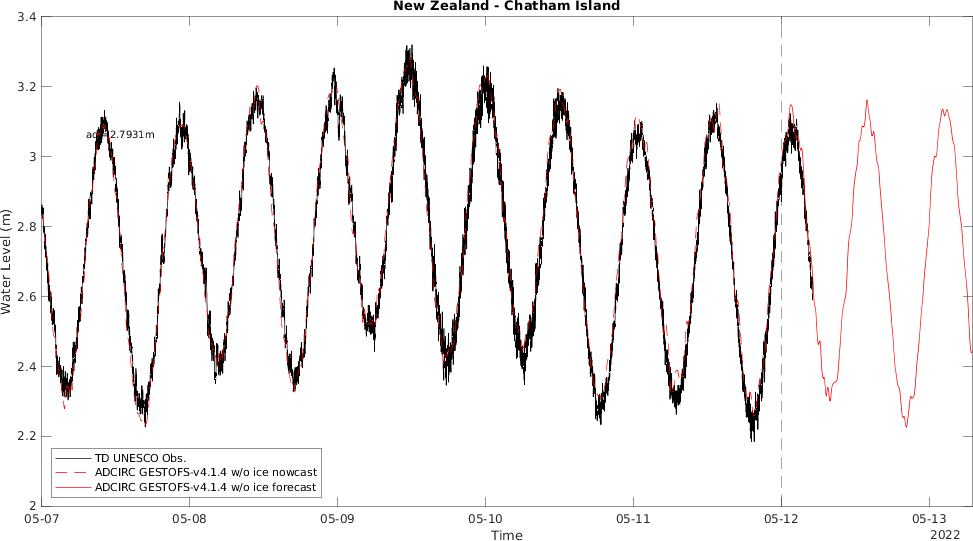 New Zealand - Chatham Island
3.4
3.2
3
2.8
2.6
2.4
2.2
2
Water Level (m)
2.7931m
TD UNESCO Obs.
ADCIRC GESTOFS-v4.1.4 w/o ice nowcast
ADCIRC GESTOFS-v4.1.4 w/o ice forecast
05-07
05-08
05-09
05-10
05-11
05-12
05-13
Time
2022